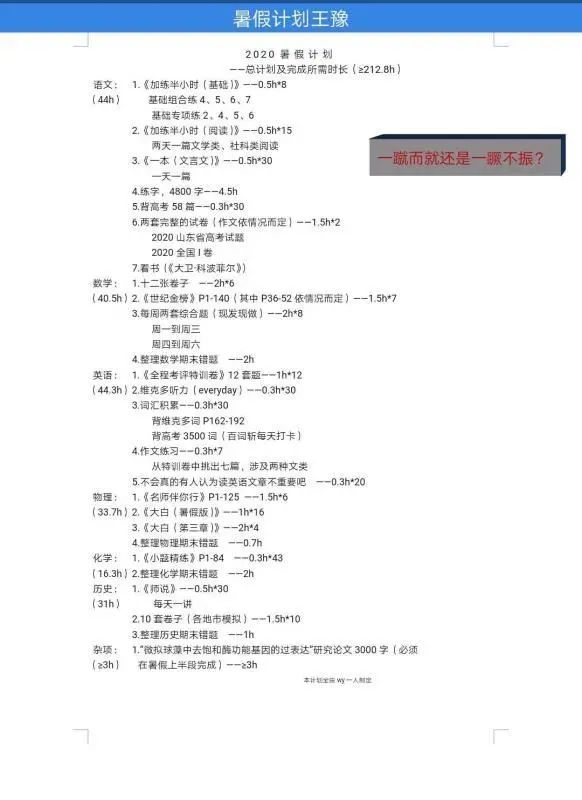 暑假计划王豫
2020 暑假计划
——总计划及完成所需时长（≥212.8h）
语文： 1.《加练半小时（基础）》——0.5h*8
（44h） 基础组合练 4、5、6、7
基础专项练 2、4、5、6
2.《加练半小时（阅读）》——0.5h*15
两天一篇文学类、社科类阅读
3.《一本（文言文）》——0.5h*30
一天一篇
一蹴而就还是一蹶不振？
4.练字，4800 字——4.5h
5.背高考 58 篇——0.3h*30
6.两套完整的试卷（作文依情况而定）——1.5h*2
2020 山东省高考试题
2020 全国 I 卷
7.看书（《大卫·科波菲尔》）
数学： 1.十二张卷子 ——2h*6
（40.5h）2.《世纪金榜》P1-140（其中 P36-52 依情况而定）——1.5h*7
3.每周两套综合题（现发现做）——2h*8
周一到周三
周四到周六
4.整理数学期末错题 ——2h
英语： 1.《全程考评特训卷》12 套题——1h*12
（44.3h）2.维克多听力（everyday）——0.3h*30
3.词汇积累——0.3h*30
背维克多词 P162-192
背高考 3500 词（百词斩每天打卡）
4.作文练习——0.3h*7
从特训卷中挑出七篇，涉及两种文类
5.不会真的有人认为读英语文章不重要吧 ——0.3h*20
物理： 1.《名师伴你行》P1-125 ——1.5h*6
（33.7h）2.《大白（暑假版）》——1h*16
3.《大白（第三章）》——2h*4
4.整理物理期末错题 ——0.7h
化学： 1.《小题精练》P1-84 ——0.3h*43
（16.3h）2.整理化学期末错题 ——2h
历史： 1.《师说》——0.5h*30
（31h） 每天一讲
2.10 套卷子（各地市模拟）——1.5h*10
3.整理历史期末错题 ——1h
杂项： 1.“微拟球藻中去饱和酶功能基因的过表达”研究论文 3000 字（必须
（≥3h） 在暑假上半段完成）——≥3h
本计划全由 wy 一人制定